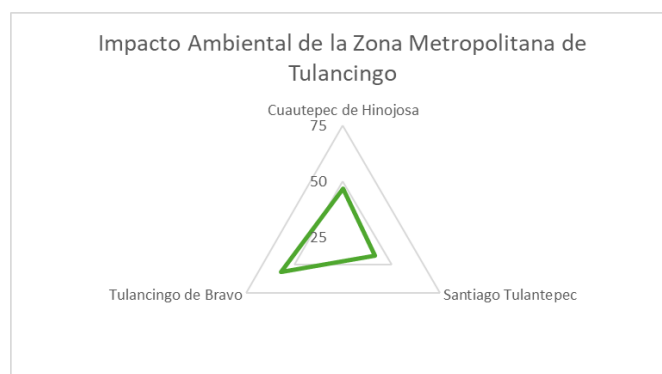 Impacto Ambiental de la Zona Metropolitana de
Tulancingo
Cuautepec de Hinojosa
75
50
25
Tulancingo de Bravo
Santiago Tulantepec